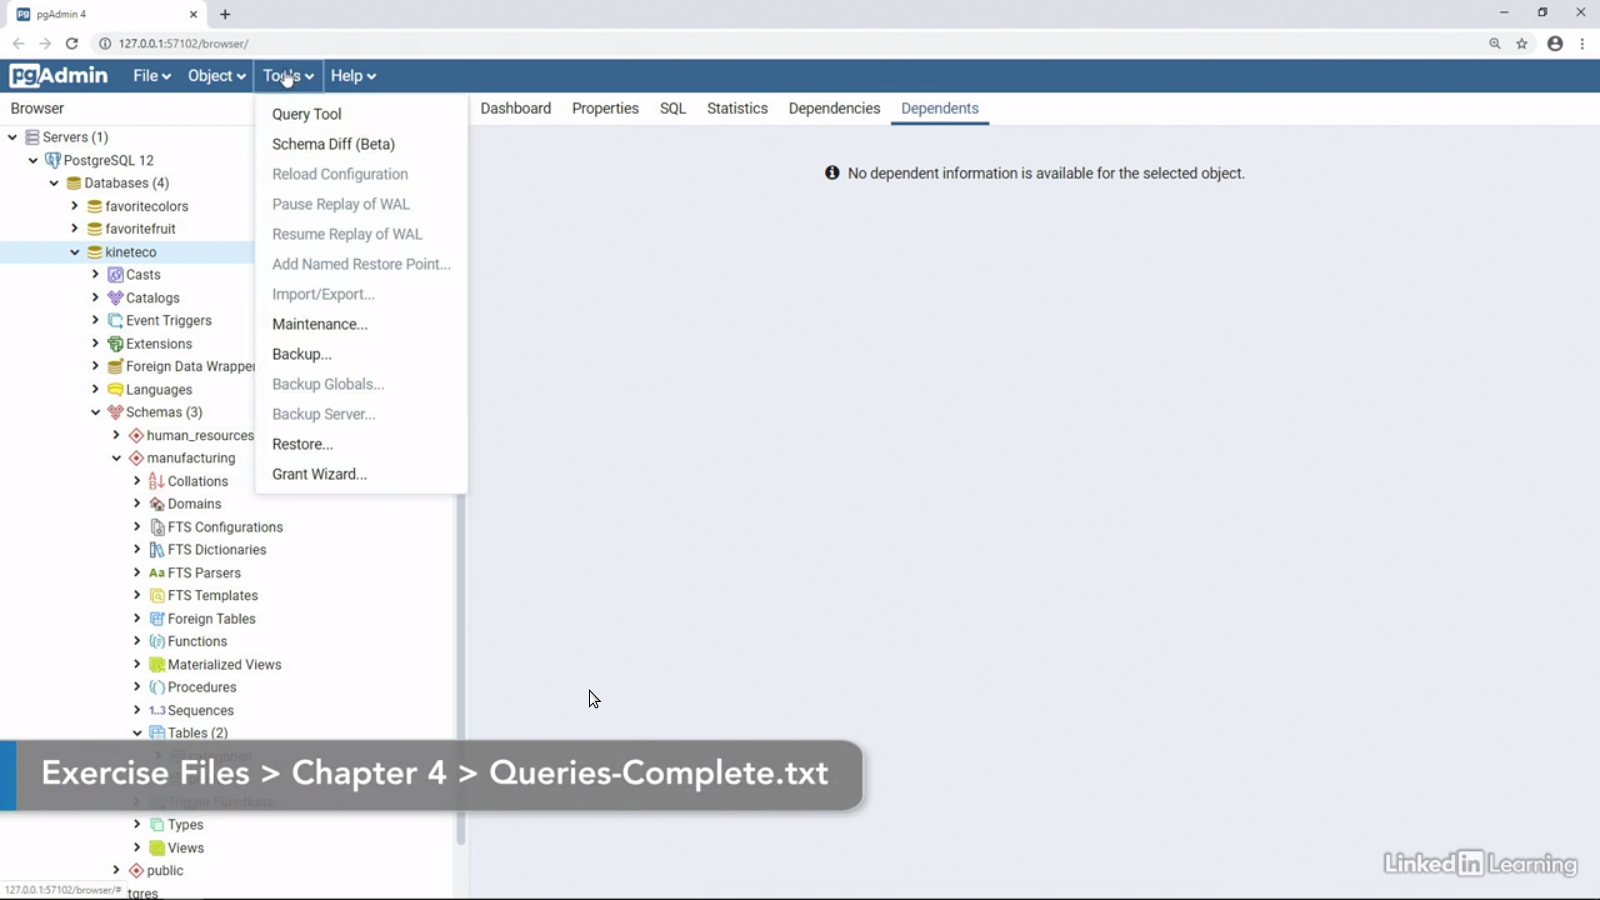 pgAdmin 4
127.0.0.1:57102/browser/
pgAdmin File Object Tools Help
Browser
Dashboard Properties SQL Statistics Dependencies Dependents
Query Tool
Schema Diff (Beta)
Reload Configuration
Pause Replay of WAL
Resume Replay of WAL
Add Named Restore Point...
Import/Export...
Maintenance...
Backup...
Backup Globals...
Backup Server...
Restore...
Grant Wizard...
No dependent information is available for the selected object.
Servers (1)
PostgreSQL 12
Databases (4)
favoritecolors
favoritefruit
kineteco
Casts
Catalogs
Event Triggers
Extensions
Foreign Data Wrapper
Languages
Schemas (3)
human_resources
manufacturing
Collations
Domains
FTS Configurations
FTS Dictionaries
Aa FTS Parsers
FTS Templates
Foreign Tables
Functions
Materialized Views
Procedures
1..3 Sequences
Tables (2)
categories
Exercise Files > Chapter 4 > Queries-Complete.txt
Trigger Functions
Types
Views
public
127.0.0.1:57102/browser/#
tgres
Linked in Learning